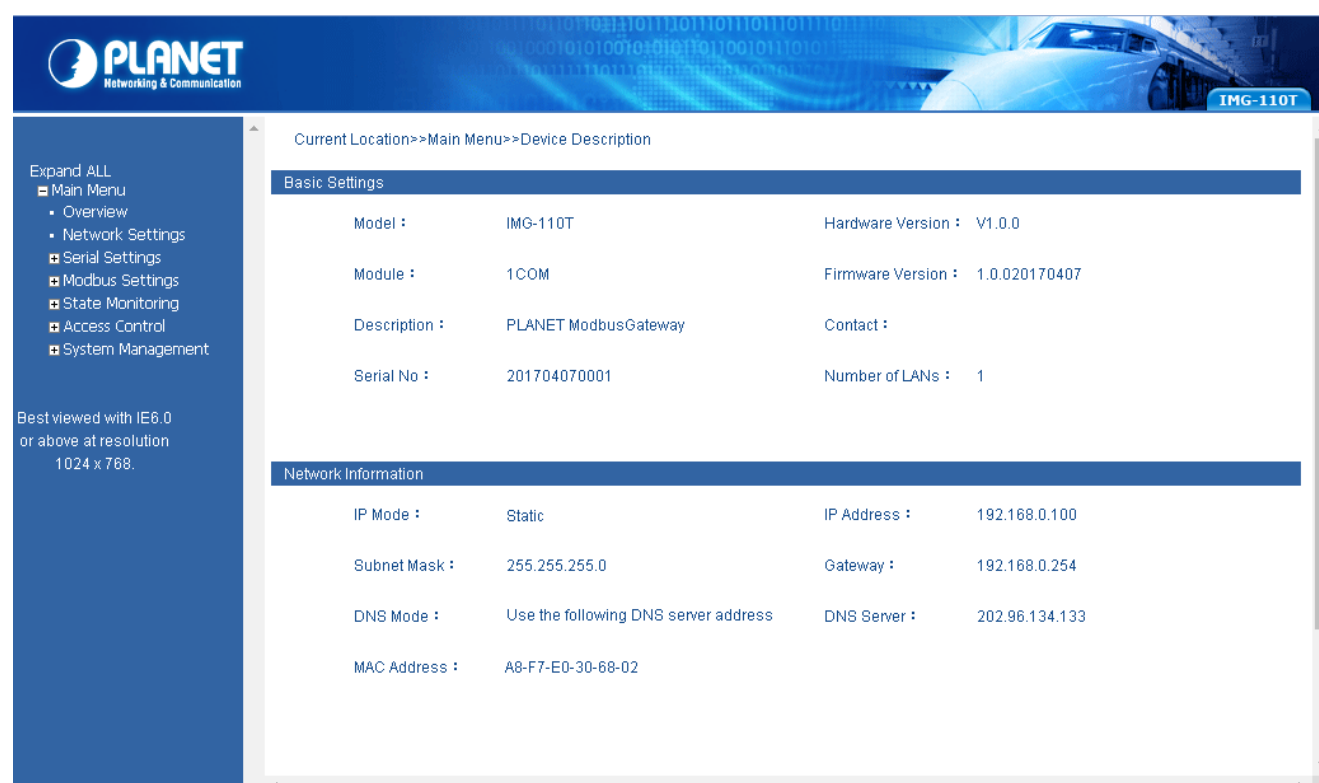 PLANET
Networking & Communication
IMG-110T
Current Location>>Main Menu>>Device Description
Expand ALL
Main Menu
Overview
Network Settings
Serial Settings
Modbus Settings
State Monitoring
Access Control
System Management
Best viewed with IE6.0
or above at resolution
1024 x 768.
Basic Settings
Model : IMG-110T Hardware Version : V1.0.0
Module : 1COM Firmware Version : 1.0.020170407
Description : PLANET ModbusGateway Contact :
Serial No : 201704070001 Number of LANs : 1
Network Information
IP Mode : Static IP Address : 192.168.0.100
Subnet Mask : 255.255.255.0 Gateway : 192.168.0.254
DNS Mode : Use the following DNS server address DNS Server : 202.96.134.133
MAC Address : A8-F7-E0-30-68-02